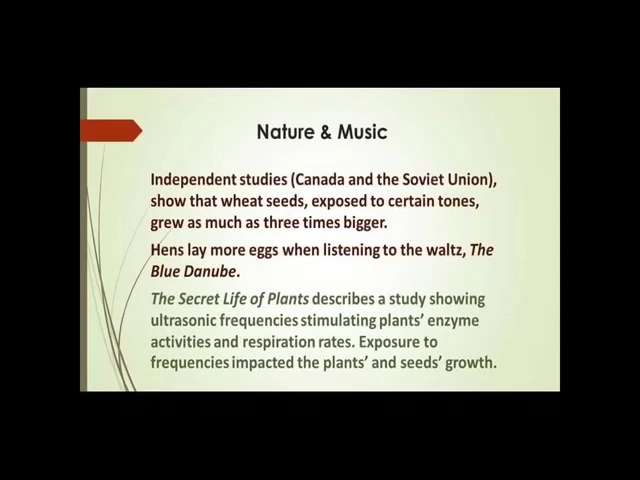 Nature & Music
Independent studies (Canada and the Soviet Union),
show that wheat seeds, exposed to certain tones,
grew as much as three times bigger.
Hens lay more eggs when listening to the waltz, The
Blue Danube.
The Secret Life of Plants describes a study showing
ultrasonic frequencies stimulating plants' enzyme
activities and respiration rates. Exposure to
frequencies impacted the plants' and seeds' growth.